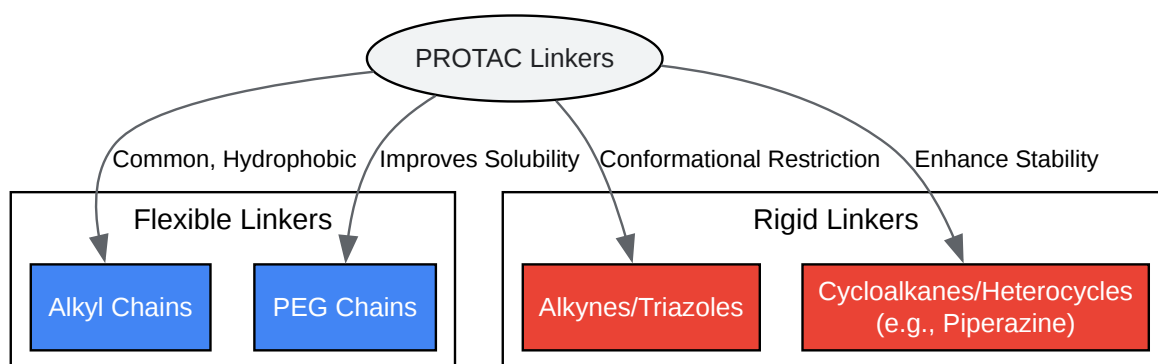 PROTAC Linkers
Common, Hydrophobic
Improves Solubility
Conformational Restriction
Enhance Stability
Flexible Linkers
Rigid Linkers
Alkyl Chains
PEG Chains
Alkynes/Triazoles
Cycloalkanes/Heterocycles
(e.g., Piperazine)